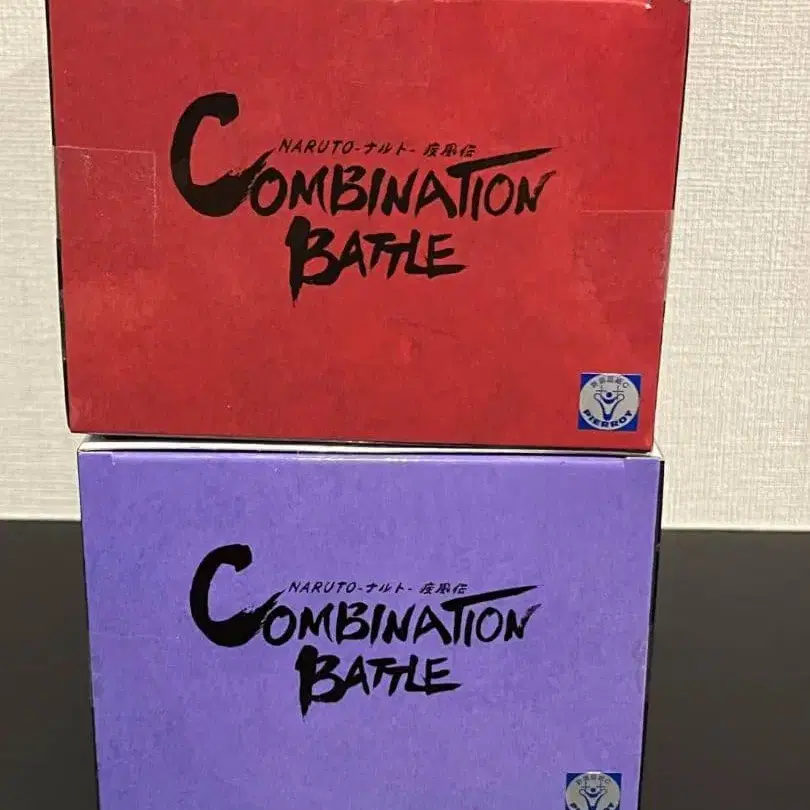 NARUTO-ナルト- 疾風伝
COMBINATION
BATTLE
PIERROT
NARUTO-ナルト- 疾風伝
COMBINATION
BATTLE